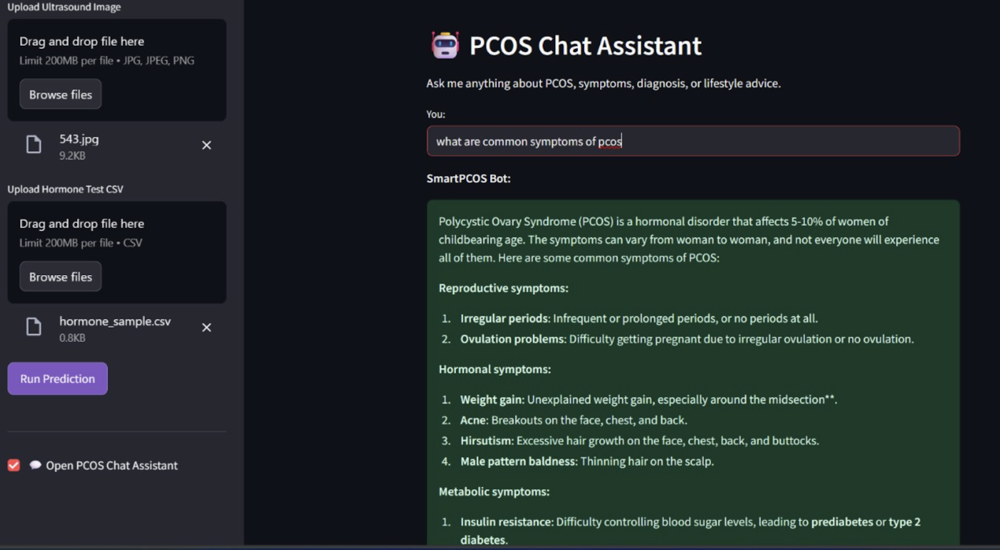 Upload Ultrasound Image
Drag and drop file here
Limit 200MB per file • JPG, JPEG, PNG
Browse files
543.jpg
9.2KB
Upload Hormone Test CSV
Drag and drop file here
Limit 200MB per file • CSV
Browse files
hormone_sample.csv
0.8KB
Run Prediction
Open PCOS Chat Assistant
PCOS Chat Assistant
Ask me anything about PCOS, symptoms, diagnosis, or lifestyle advice.
You:
what are common symptoms of pcos
SmartPCOS Bot:
Polycystic Ovary Syndrome (PCOS) is a hormonal disorder that affects 5-10% of women of
childbearing age. The symptoms can vary from woman to woman, and not everyone will experience
all of them. Here are some common symptoms of PCOS:
Reproductive symptoms:
1. Irregular periods: Infrequent or prolonged periods, or no periods at all.
2. Ovulation problems: Difficulty getting pregnant due to irregular ovulation or no ovulation.
Hormonal symptoms:
1. Weight gain: Unexplained weight gain, especially around the midsection**.
2. Acne: Breakouts on the face, chest, and back.
3. Hirsutism: Excessive hair growth on the face, chest, back, and buttocks.
4. Male pattern baldness: Thinning hair on the scalp.
Metabolic symptoms:
1. Insulin resistance: Difficulty controlling blood sugar levels, leading to prediabetes or type 2
diabetes.